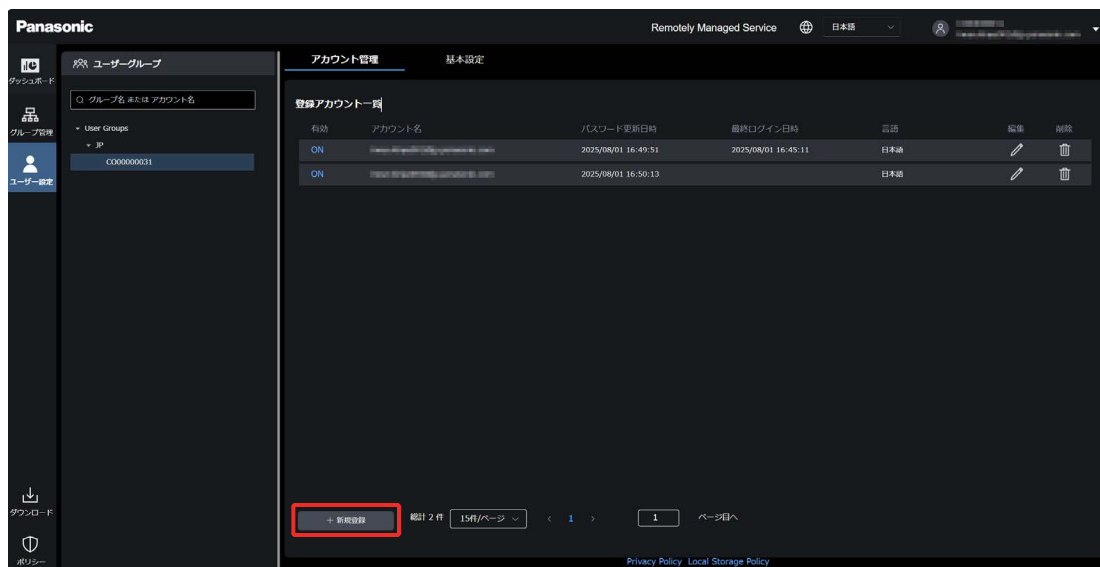 Panasonic
Remotely Managed Service
日本語
ダッシュボード
グループ管理
ユーザー設定
ダウンロード
ポリシー
ユーザーグループ
グループ名 または アカウント名
User Groups
JP
CO00000031
アカウント管理 基本設定
登録アカウント一覧
有効 アカウント名 パスワード更新日時 最終ログイン日時 言語 編集 削除
ON 2025/08/01 16:49:51 2025/08/01 16:45:11 日本語
ON 2025/08/01 16:50:13 日本語
+ 新規登録 総計 2 件 15件/ページ < 1 > 1 ページ目へ
Privacy Policy Local Storage Policy